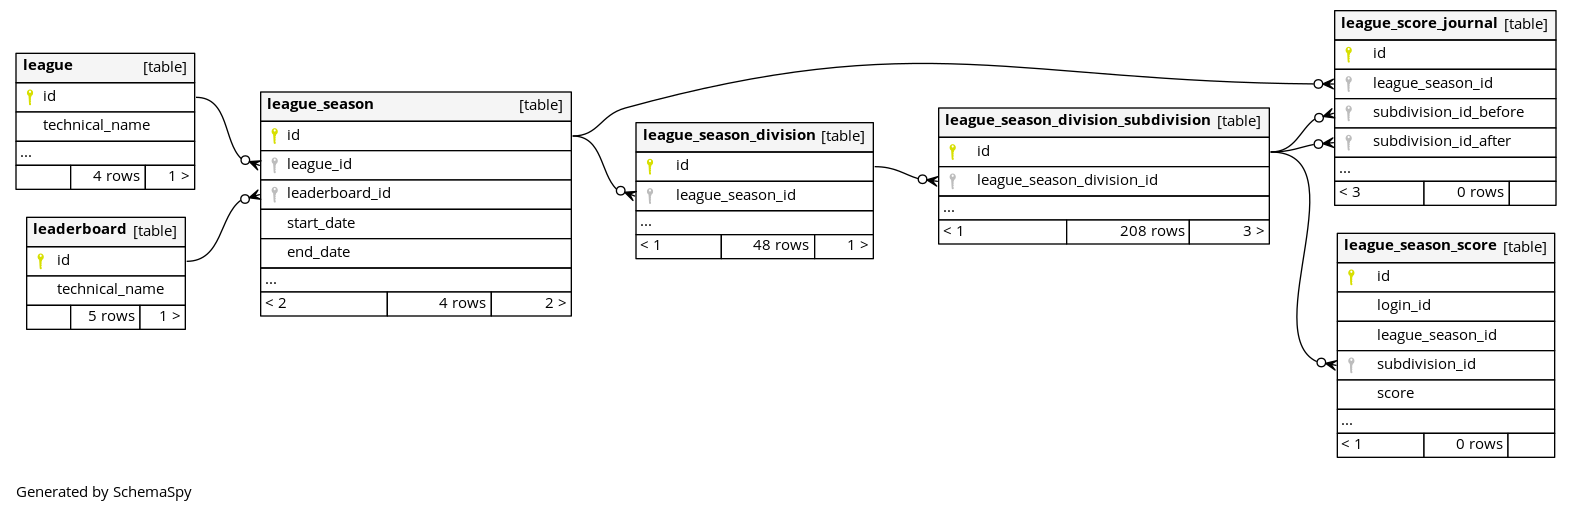 league [table]
id
technical_name
...
4 rows 1 >
leaderboard [table]
id
technical_name
5 rows 1 >
league_season [table]
id
league_id
leaderboard_id
start_date
end_date
...
< 2 4 rows 2 >
league_season_division [table]
id
league_season_id
...
< 1 48 rows 1 >
league_season_division_subdivision [table]
id
league_season_division_id
...
< 1 208 rows 3 >
league_score_journal [table]
id
league_season_id
subdivision_id_before
subdivision_id_after
...
< 3 0 rows
league_season_score [table]
id
login_id
league_season_id
subdivision_id
score
...
< 1 0 rows
Generated by SchemaSpy